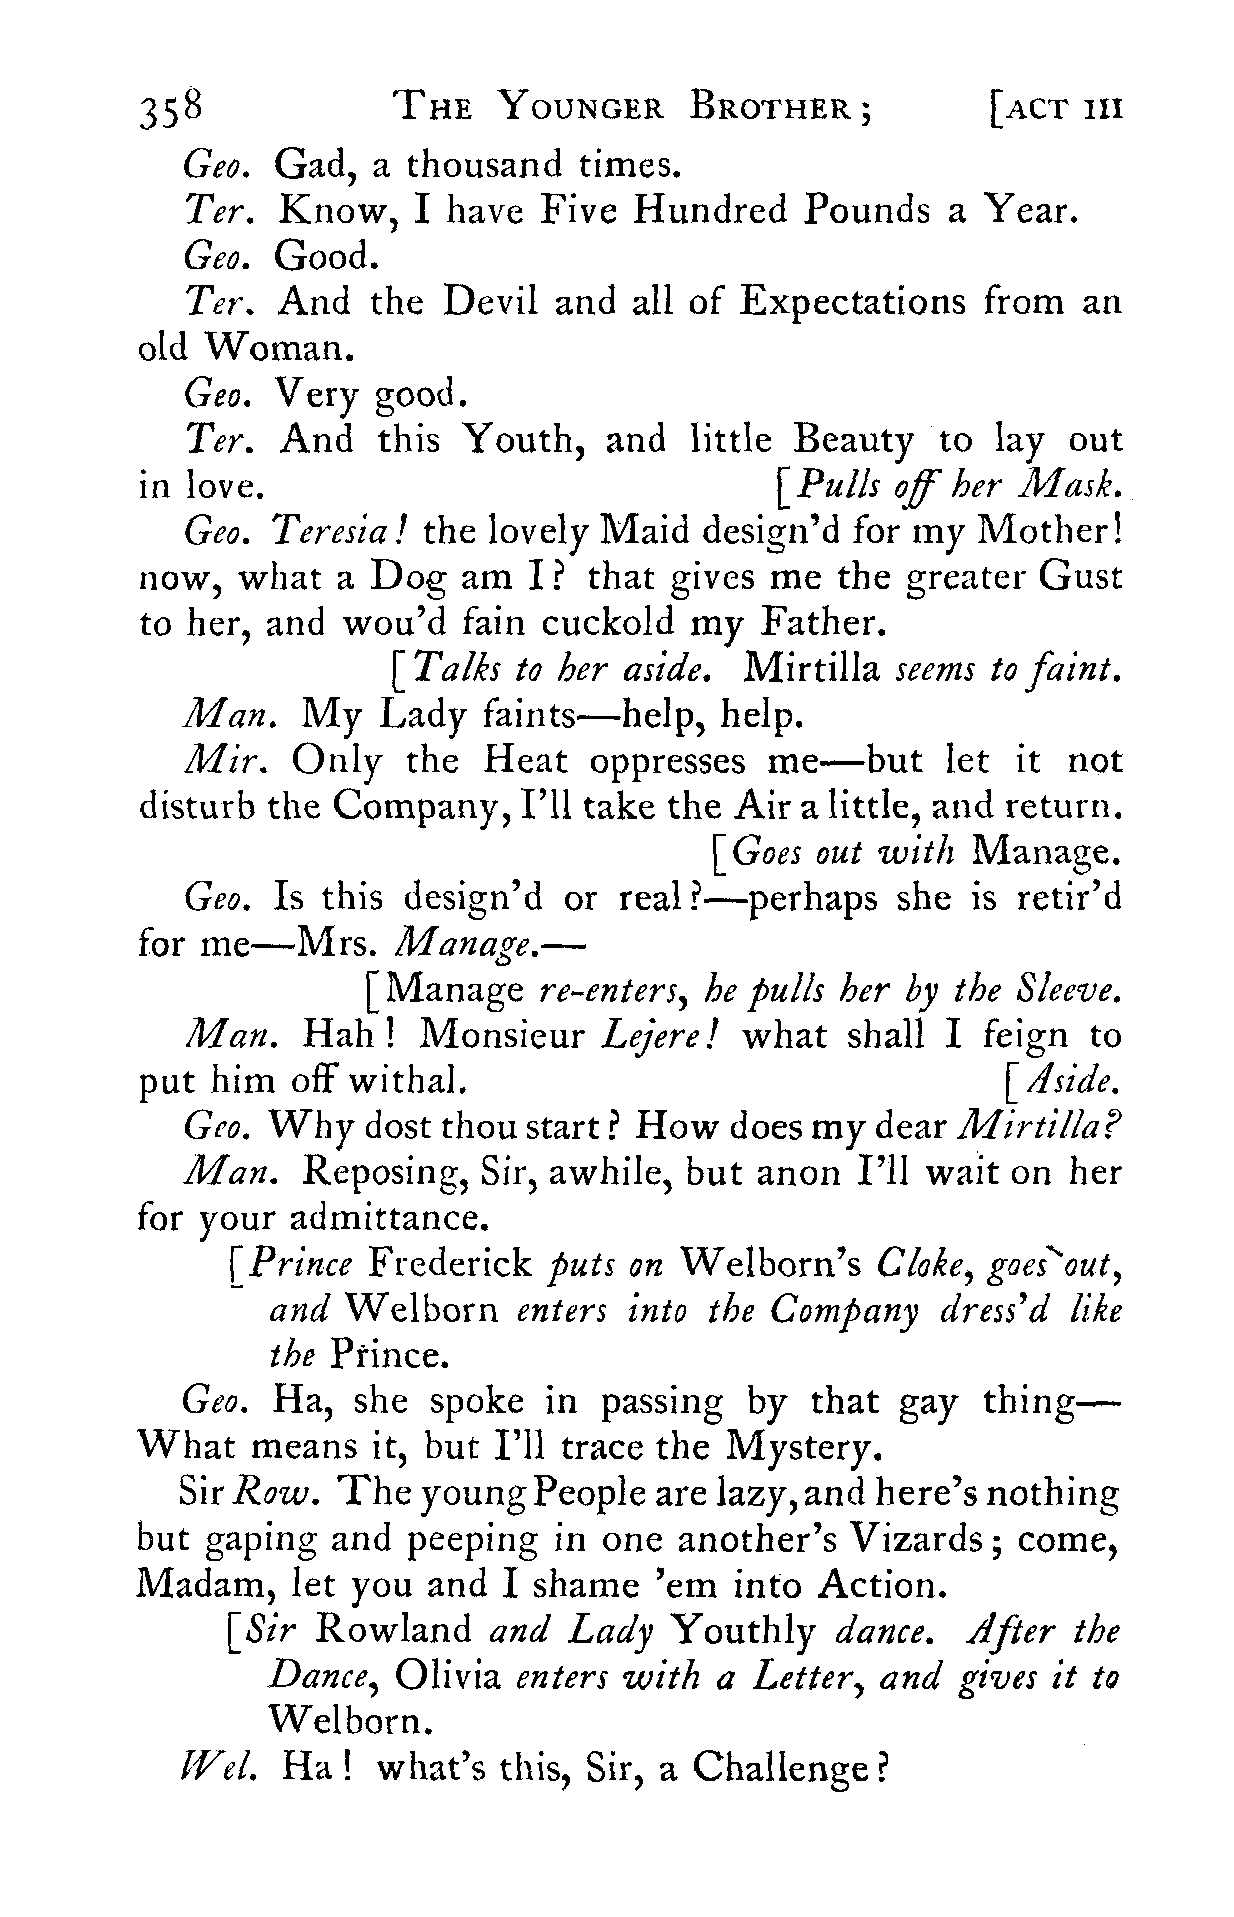 358 The Younger Brother; [act iii
Geo. Gad, a thousand times.
Ter. Know, I have Five Hundred Pounds a Year.
Geo. Good.
Ter. And the Devil and all of Expectations from an
old Woman.
Geo. Very good.
Ter. And this Youth, and little Beauty to lay out
in love. [Pulls off her Mask.
Geo. Teresia! the lovely Maid design'd for my Mother!
now, what a Dog am I? that gives me the greater Gust
to her, and wou'd fain cuckold my Father.
[Talks to her aside. Mirtilla seems to faint.
Man. My Lady faints—help, help.
Mir. Only the Heat oppresses me—but let it not
disturb the Company, I'll take the Air a little, and return.
[Goes out with Manage.
Geo. Is this design'd or real?—perhaps she is retir'd
for me—Mrs. Manage.—
[Manage re-enters, he pulls her by the Sleeve.
Man. Hah! Monsieur Lejere! what shall I feign to
put him off withal. [Aside.
Geo. Why dost thou start? How does my dear Mirtilla?
Man. Reposing, Sir, awhile, but anon I'll wait on her
for your admittance.
[Prince Frederick puts on Welborn's Cloke, goes out,
and Welborn enters into the Company dress'd like
the Prince.
Geo. Ha, she spoke in passing by that gay thing—
What means it, but I'll trace the Mystery.
Sir Row. The young People are lazy, and here's nothing
but gaping and peeping in one another's Vizards; come,
Madam, let you and I shame 'em into Action.
[Sir Rowland and Lady Youthly dance. After the
Dance, Olivia enters with a Letter, and gives it to
Welborn.
Wel. Ha! what's this, Sir, a Challenge?